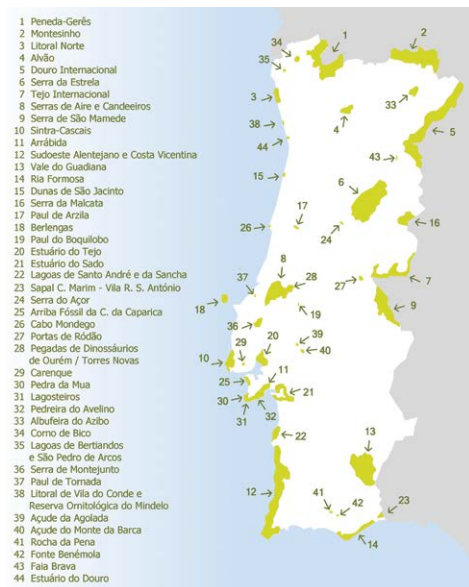 1 Peneda-Gerês
2 Montesinho
3 Litoral Norte
4 Alvão
5 Douro Internacional
6 Serra da Estrela
7 Tejo Internacional
8 Serras de Aire e Candeeiros
9 Serra de São Mamede
10 Sintra-Cascais
11 Arrábida
12 Sudoeste Alentejano e Costa Vicentina
13 Vale do Guadiana
14 Ria Formosa
15 Dunas de São Jacinto
16 Serra da Malcata
17 Paul de Arzila
18 Berlengas
19 Paul do Boquilobo
20 Estuário do Tejo
21 Estuário do Sado
22 Lagoas de Santo André e da Sancha
23 Sapal C. Marim - Vila R. S. António
24 Serra do Açor
25 Arriba Fóssil da C. da Caparica
26 Cabo Mondego
27 Portas de Ródão
28 Pegadas de Dinossáurios
de Ourém / Torres Novas
29 Carenque
30 Pedra da Mua
31 Lagosteiros
32 Pedreira do Avelino
33 Albufeira do Azibo
34 Corno de Bico
35 Lagoas de Bertiandos
e São Pedro de Arcos
36 Serra de Montejunto
37 Paul de Tornada
38 Litoral de Vila do Conde e
Reserva Ornitológica do Mindelo
39 Açude da Agolada
40 Açude do Monte da Barca
41 Rocha da Pena
42 Fonte Benémola
43 Faia Brava
44 Estuário do Douro
34
1
2
35
3
33
38
4
5
44
43
15
6
16
26
17
24
8
28
37
27
7
18
19
9
36
29
20
39
10
40
11
25
21
30
31
32
22
13
12
41
42
23
14